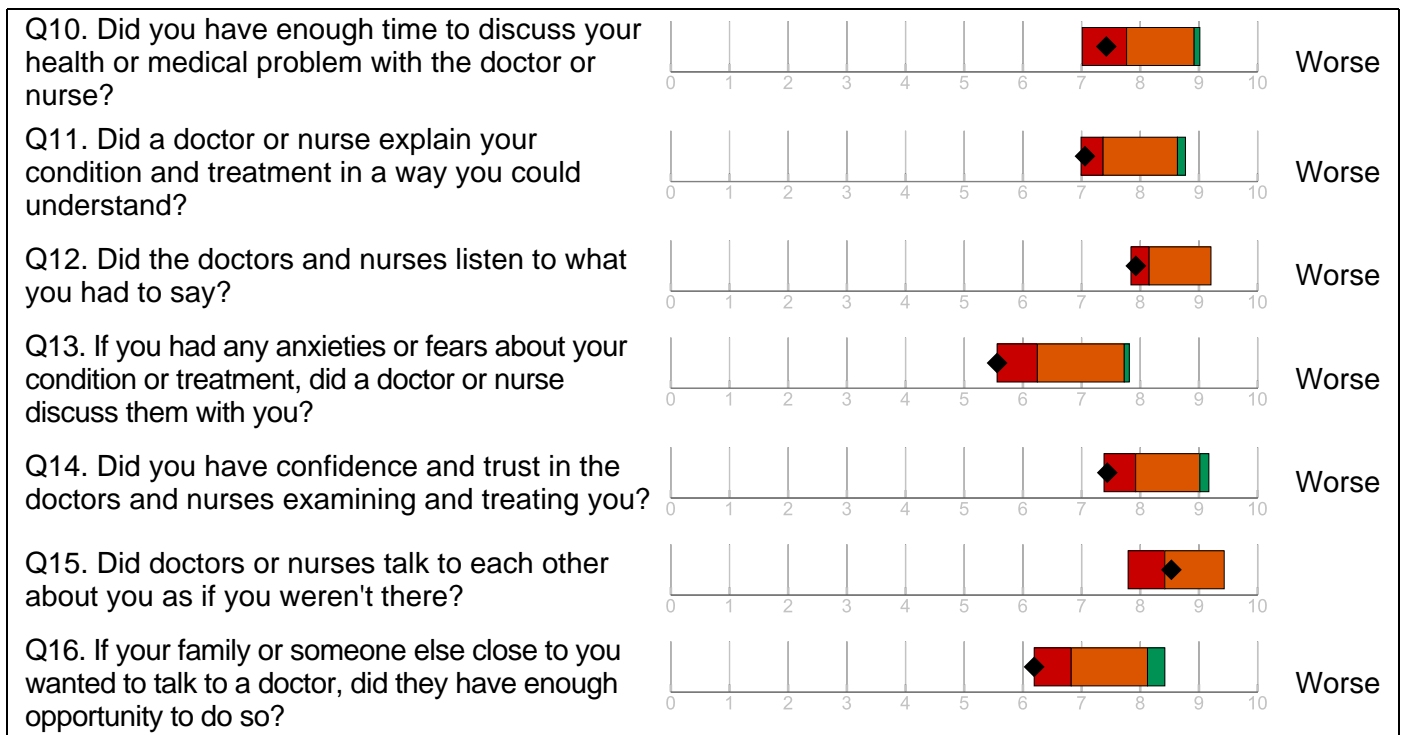 Q10. Did you have enough time to discuss your
health or medical problem with the doctor or
nurse?
0 1 2 3 4 5 6 7 8 9 10
Worse
Q11. Did a doctor or nurse explain your
condition and treatment in a way you could
understand?
0 1 2 3 4 5 6 7 8 9 10
Worse
Q12. Did the doctors and nurses listen to what
you had to say?
0 1 2 3 4 5 6 7 8 9 10
Worse
Q13. If you had any anxieties or fears about your
condition or treatment, did a doctor or nurse
discuss them with you?
0 1 2 3 4 5 6 7 8 9 10
Worse
Q14. Did you have confidence and trust in the
doctors and nurses examining and treating you?
0 1 2 3 4 5 6 7 8 9 10
Worse
Q15. Did doctors or nurses talk to each other
about you as if you weren't there?
0 1 2 3 4 5 6 7 8 9 10
Q16. If your family or someone else close to you
wanted to talk to a doctor, did they have enough
opportunity to do so?
0 1 2 3 4 5 6 7 8 9 10
Worse